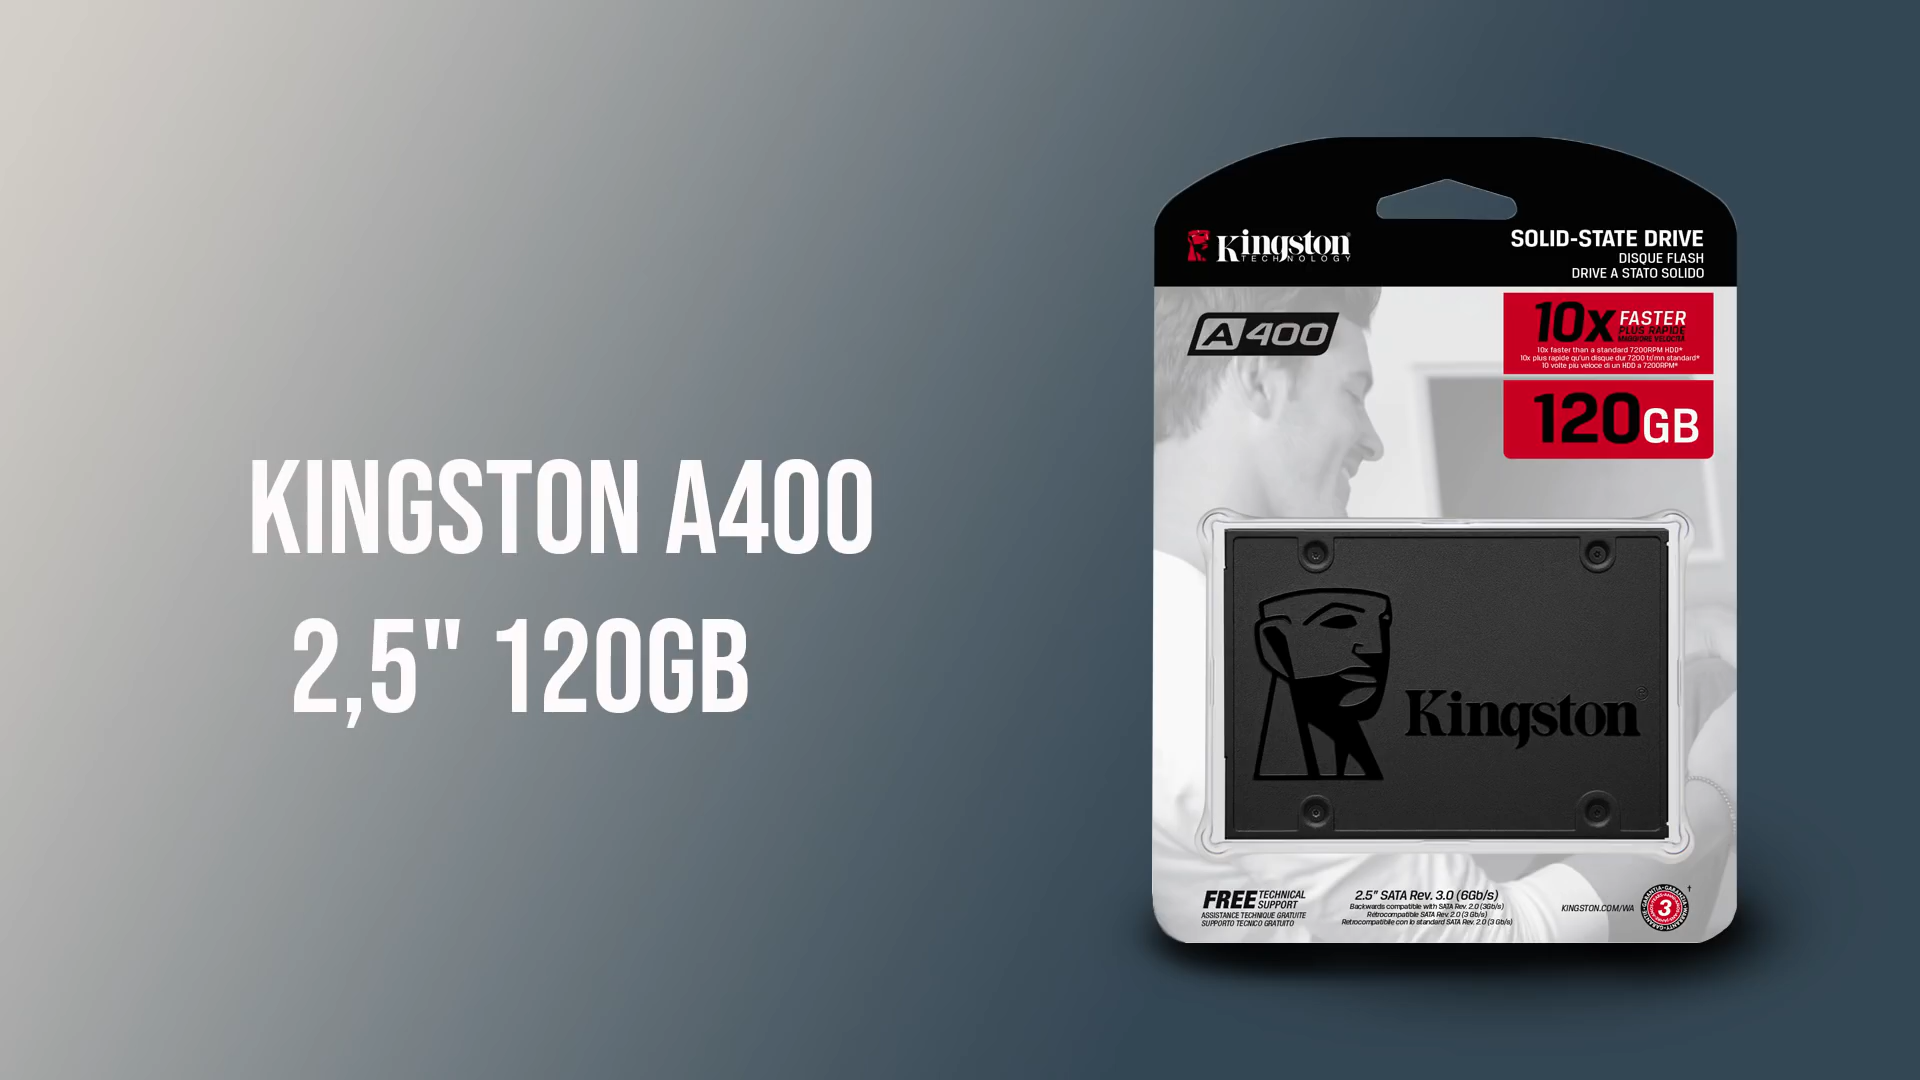 KINGSTON A400
2,5" 120GB
Kingston
TECHNOLOGY
SOLID-STATE DRIVE
DISQUE FLASH
DRIVE A STATO SOLIDO
A400
10x FASTER
PLUS RAPIDE
MAGGIORE VELOCITÀ
10x faster than a standard 7200RPM HDD*
10x plus rapide qu'un disque dur 7200 tr/mn standard*
10 volte più veloce di un HDD a 7200RPM*
120GB
Kingston
FREE TECHNICAL SUPPORT
ASSISTANCE TECHNIQUE GRATUITE
SUPPORTO TECNICO GRATUITO
2.5" SATA Rev. 3.0 (6Gb/s)
Backwards compatible with SATA Rev. 2.0 (3Gb/s)
Rétrocompatible SATA Rev. 2.0 (3 Gb/s)
Retrocompatibile con lo standard SATA Rev. 2.0 (3 Gb/s)
KINGSTON.COM/WA
3